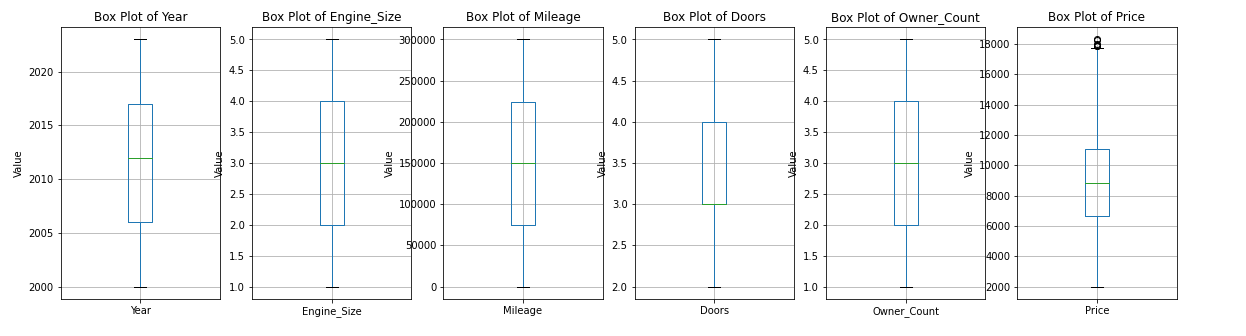 Box Plot of Year
Value
2020
2015
2010
2005
2000
Year
Box Plot of Engine_Size
Value
5.0
4.5
4.0
3.5
3.0
2.5
2.0
1.5
1.0
Engine_Size
Box Plot of Mileage
Value
300000
250000
200000
150000
100000
50000
0
Mileage
Box Plot of Doors
Value
5.0
4.5
4.0
3.5
3.0
2.5
2.0
Doors
Box Plot of Owner_Count
Value
5.0
4.5
4.0
3.5
3.0
2.5
2.0
1.5
1.0
Owner_Count
Box Plot of Price
Value
18000
16000
14000
12000
10000
8000
6000
4000
2000
Price